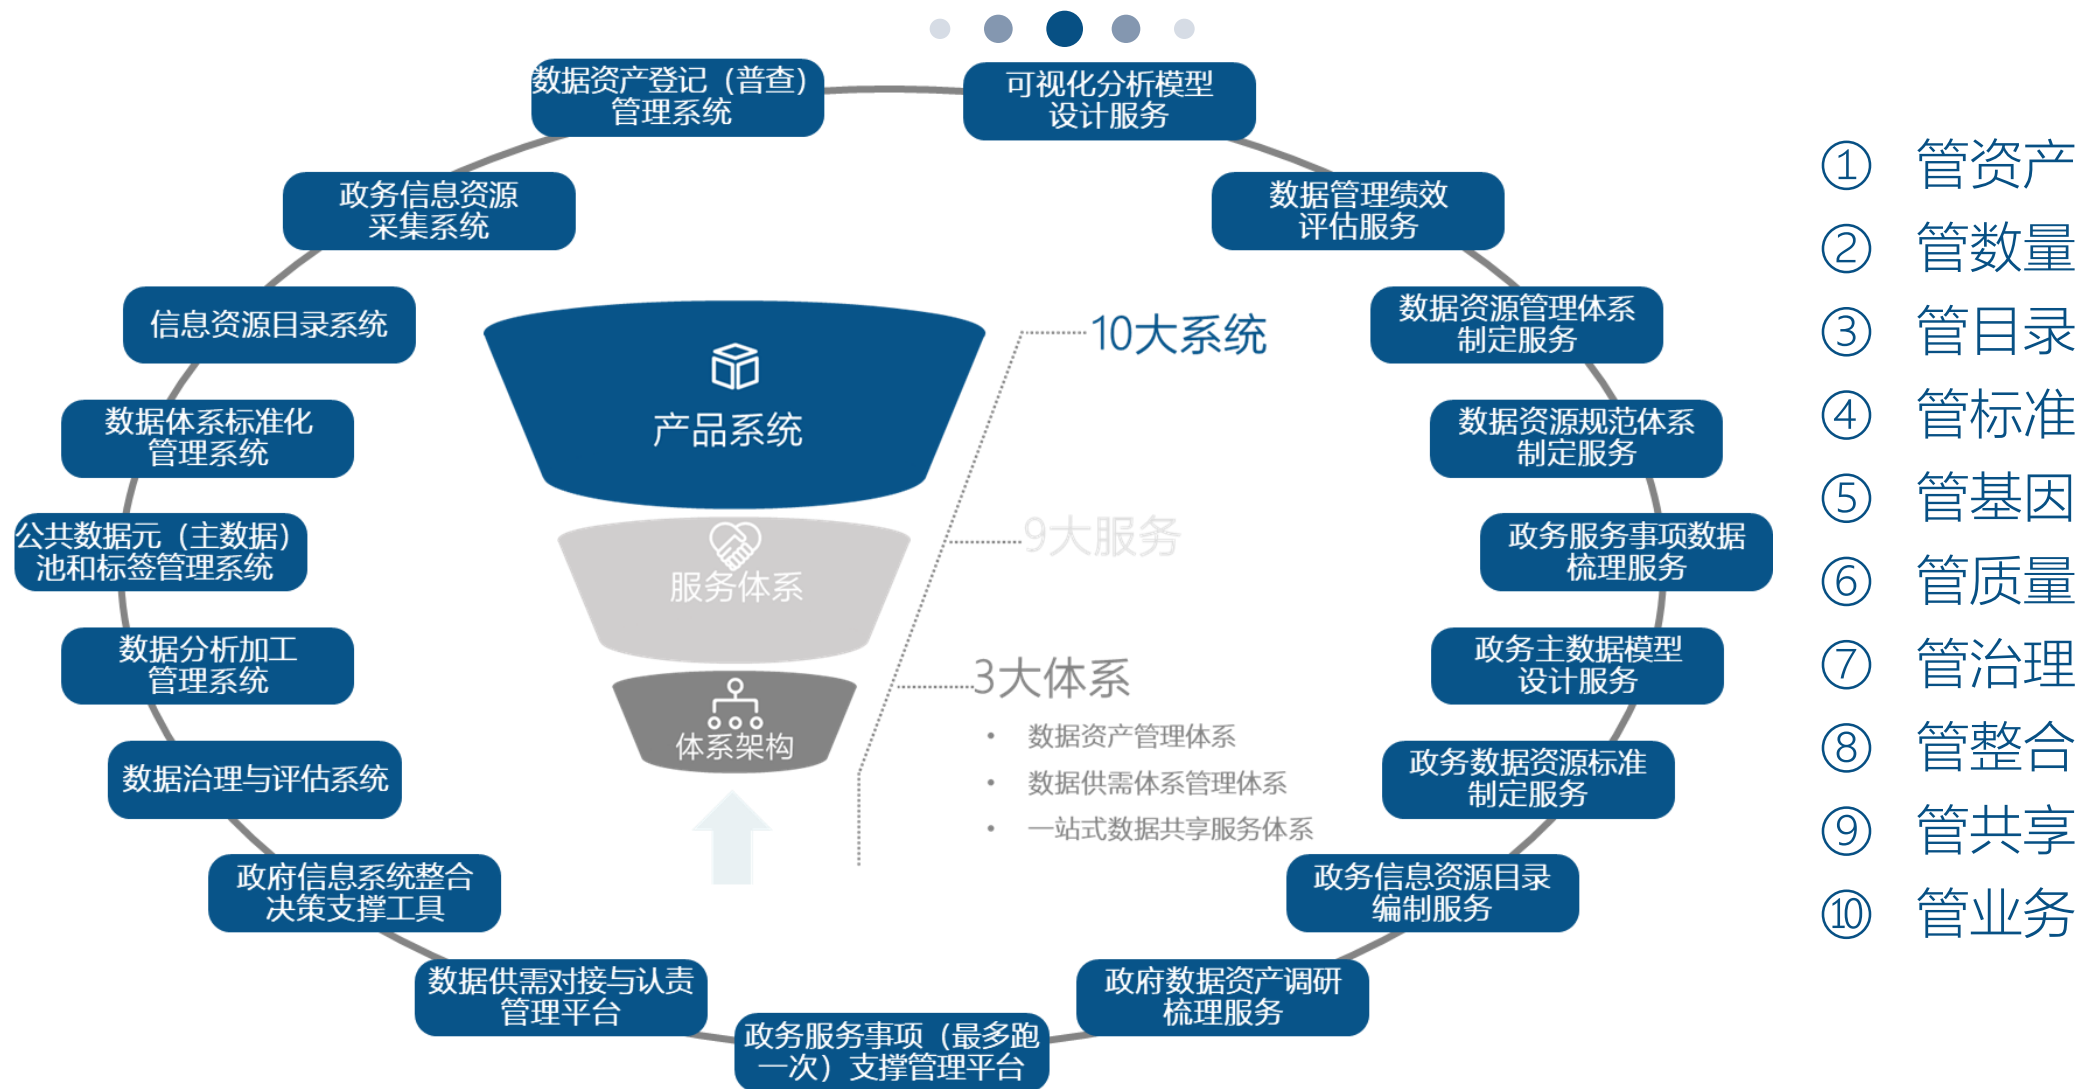 数据资产登记（普查）
管理系统
可视化分析模型
设计服务
政务信息资源
采集系统
数据管理绩效
评估服务
信息资源目录系统
数据资源管理体系
制定服务
数据体系标准化
管理系统
数据资源规范体系
制定服务
公共数据元（主数据）
池和标签管理系统
政务服务事项数据
梳理服务
数据分析加工
管理系统
政务主数据模型
设计服务
数据治理与评估系统
政务数据资源标准
制定服务
政府信息系统整合
决策支撑工具
政务信息资源目录
编制服务
数据供需对接与认责
管理平台
政府数据资产调研
梳理服务
政务服务事项（最多跑
一次）支撑管理平台
产品系统
服务体系
体系架构
10大系统
9大服务
3大体系
• 数据资产管理体系
• 数据供需体系管理体系
• 一站式数据共享服务体系
① 管资产
② 管数量
③ 管目录
④ 管标准
⑤ 管基因
⑥ 管质量
⑦ 管治理
⑧ 管整合
⑨ 管共享
⑩ 管业务